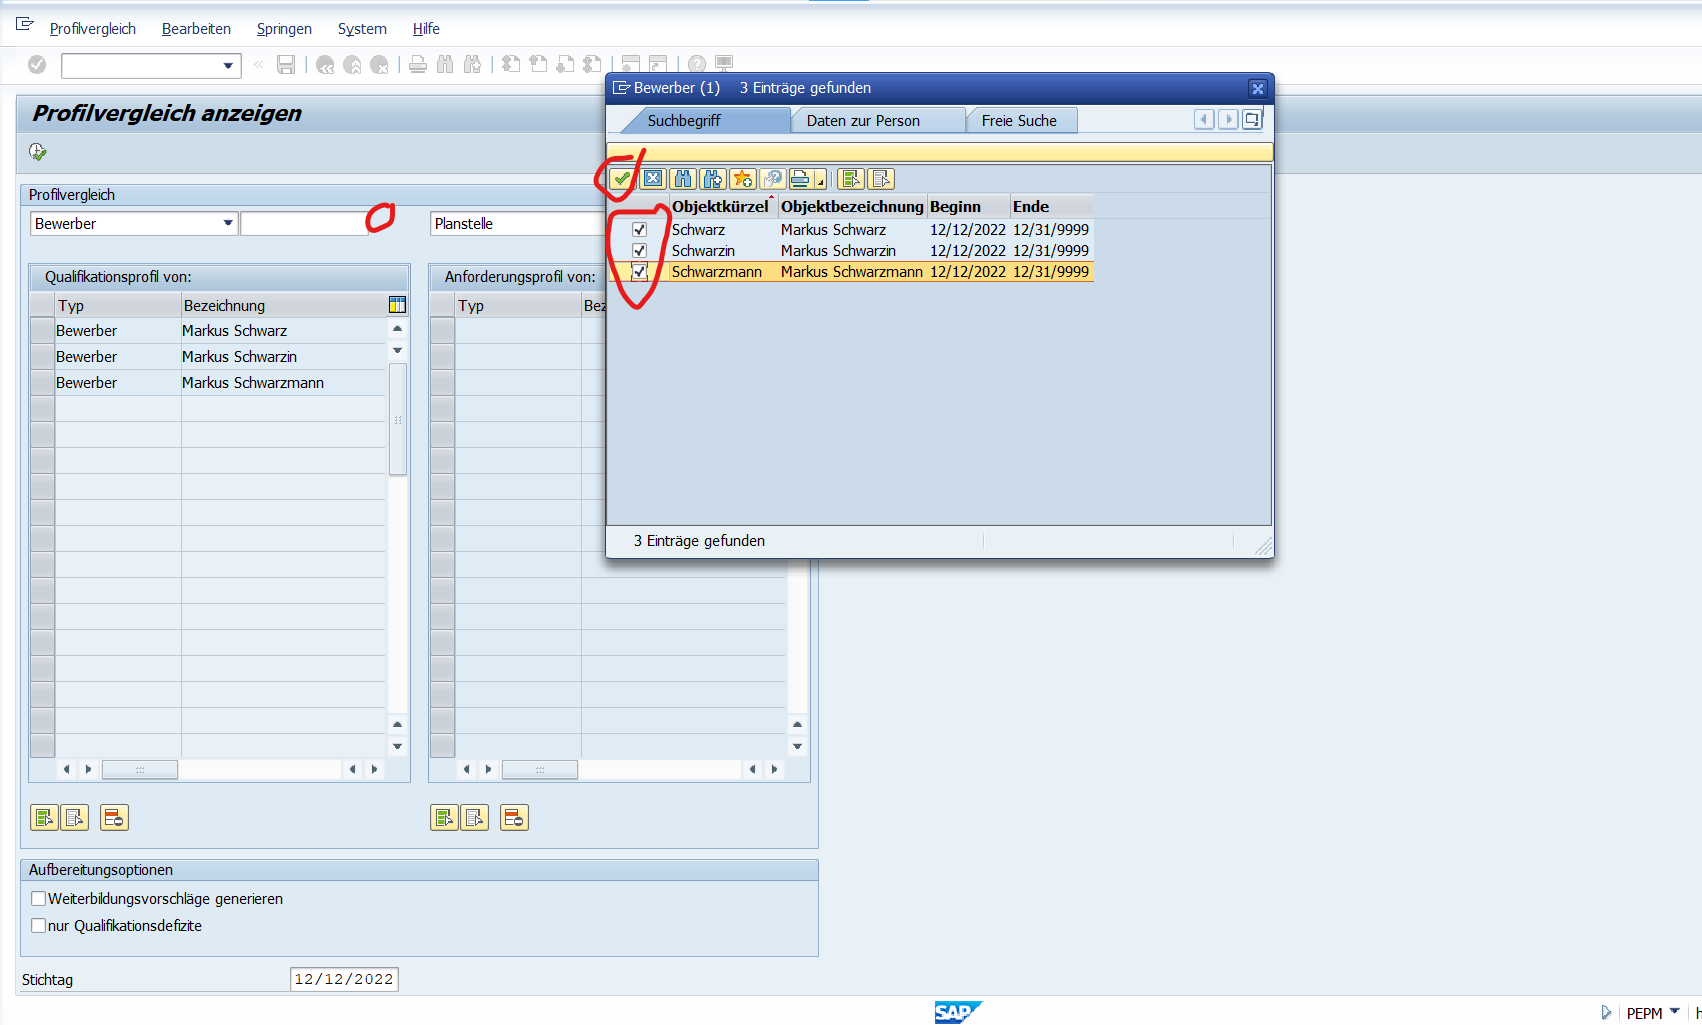 Profilvergleich Bearbeiten Springen System Hilfe
Profilvergleich anzeigen
Profilvergleich
Bewerber
Planstelle
Qualifikationsprofil von:
Typ Bezeichnung
Bewerber Markus Schwarz
Bewerber Markus Schwarzin
Bewerber Markus Schwarzmann
Anforderungsprofil von:
Typ Bez
Bewerber (1) 3 Einträge gefunden
Suchbegriff Daten zur Person Freie Suche
Objektkürzel Objektbezeichnung Beginn Ende
Schwarz Markus Schwarz 12/12/2022 12/31/9999
Schwarzin Markus Schwarzin 12/12/2022 12/31/9999
Schwarzmann Markus Schwarzmann 12/12/2022 12/31/9999
3 Einträge gefunden
Aufbereitungsoptionen
Weiterbildungsvorschläge generieren
nur Qualifikationsdefizite
Stichtag 12/12/2022
SAP
PEPM